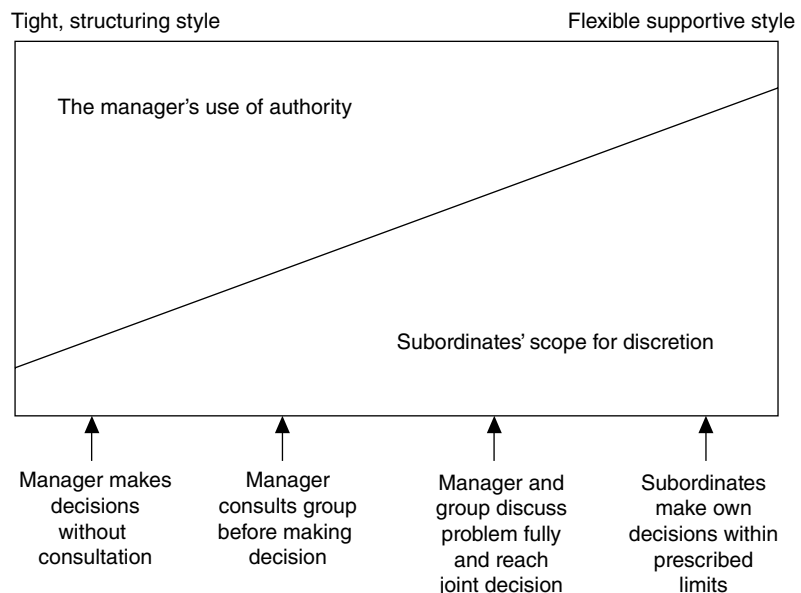 Tight, structuring style
Flexible supportive style
The manager's use of authority
Subordinates' scope for discretion
Manager makes
decisions
without
consultation
Manager
consults group
before making
decision
Manager and
group discuss
problem fully
and reach
joint decision
Subordinates
make own
decisions within
prescribed
limits